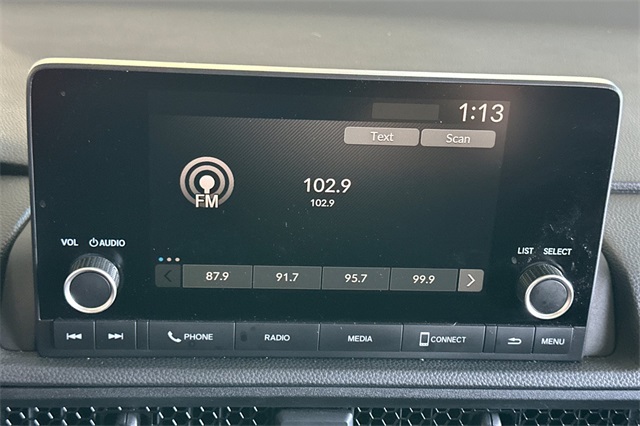 1:13
Text Scan
FM
102.9
102.9
VOL AUDIO
LIST SELECT
87.9 91.7 95.7 99.9
PHONE RADIO MEDIA CONNECT MENU